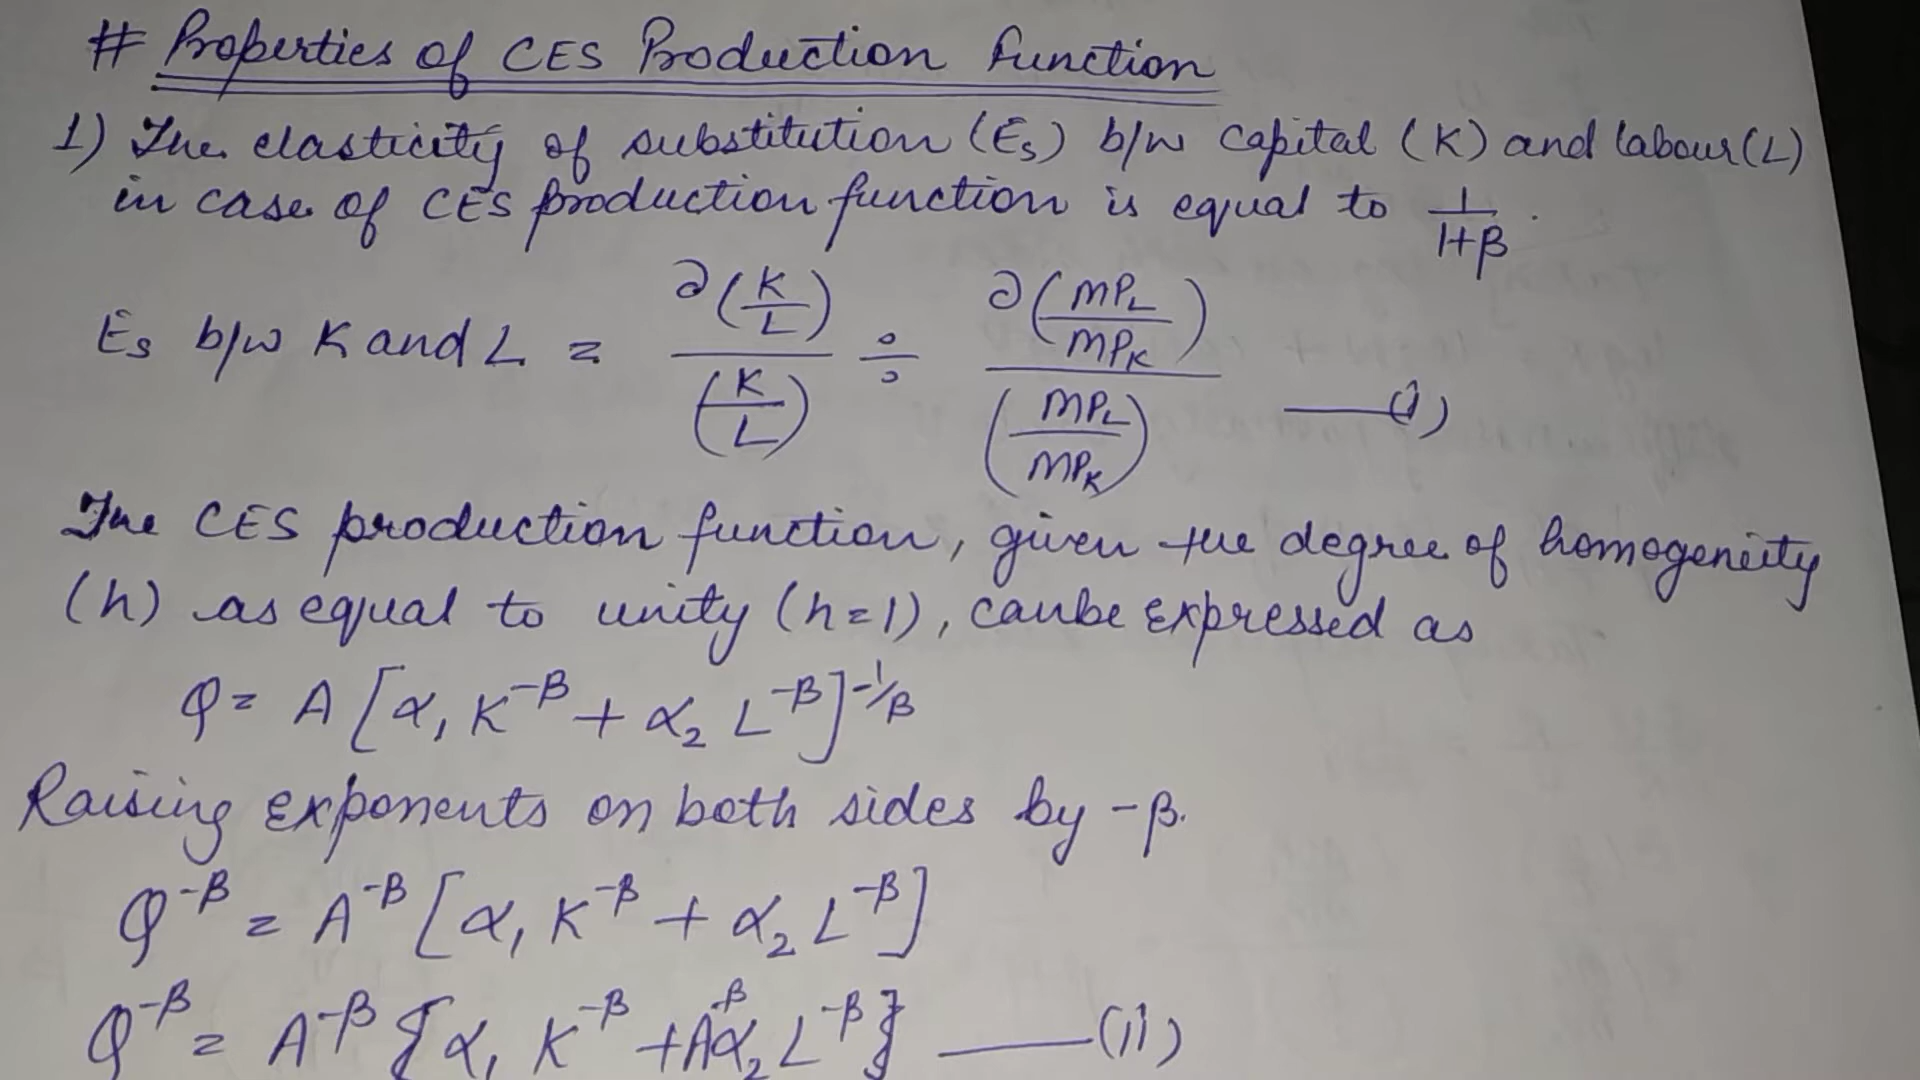 # Properties of CES Production Function
1) The elasticity of substitution (Es) b/w capital (K) and labour (L)
in case of CES production function is equal to 1/(1+β).
Es b/w K and L = ∂(K/L)/(K/L) ÷ ∂(MPL/MPK)/(MPL/MPK) —(i)
The CES production function, given the degree of homogeneity
(h) as equal to unity (h=1), can be expressed as
Q = A [α₁ K^-β + α₂ L^-β]^-1/β
Raising exponents on both sides by -β.
Q^-β = A^-β [α₁ K^-β + α₂ L^-β]
Q^-β = A^-β {α₁ K^-β + A^-β α₂ L^-β} —(ii)